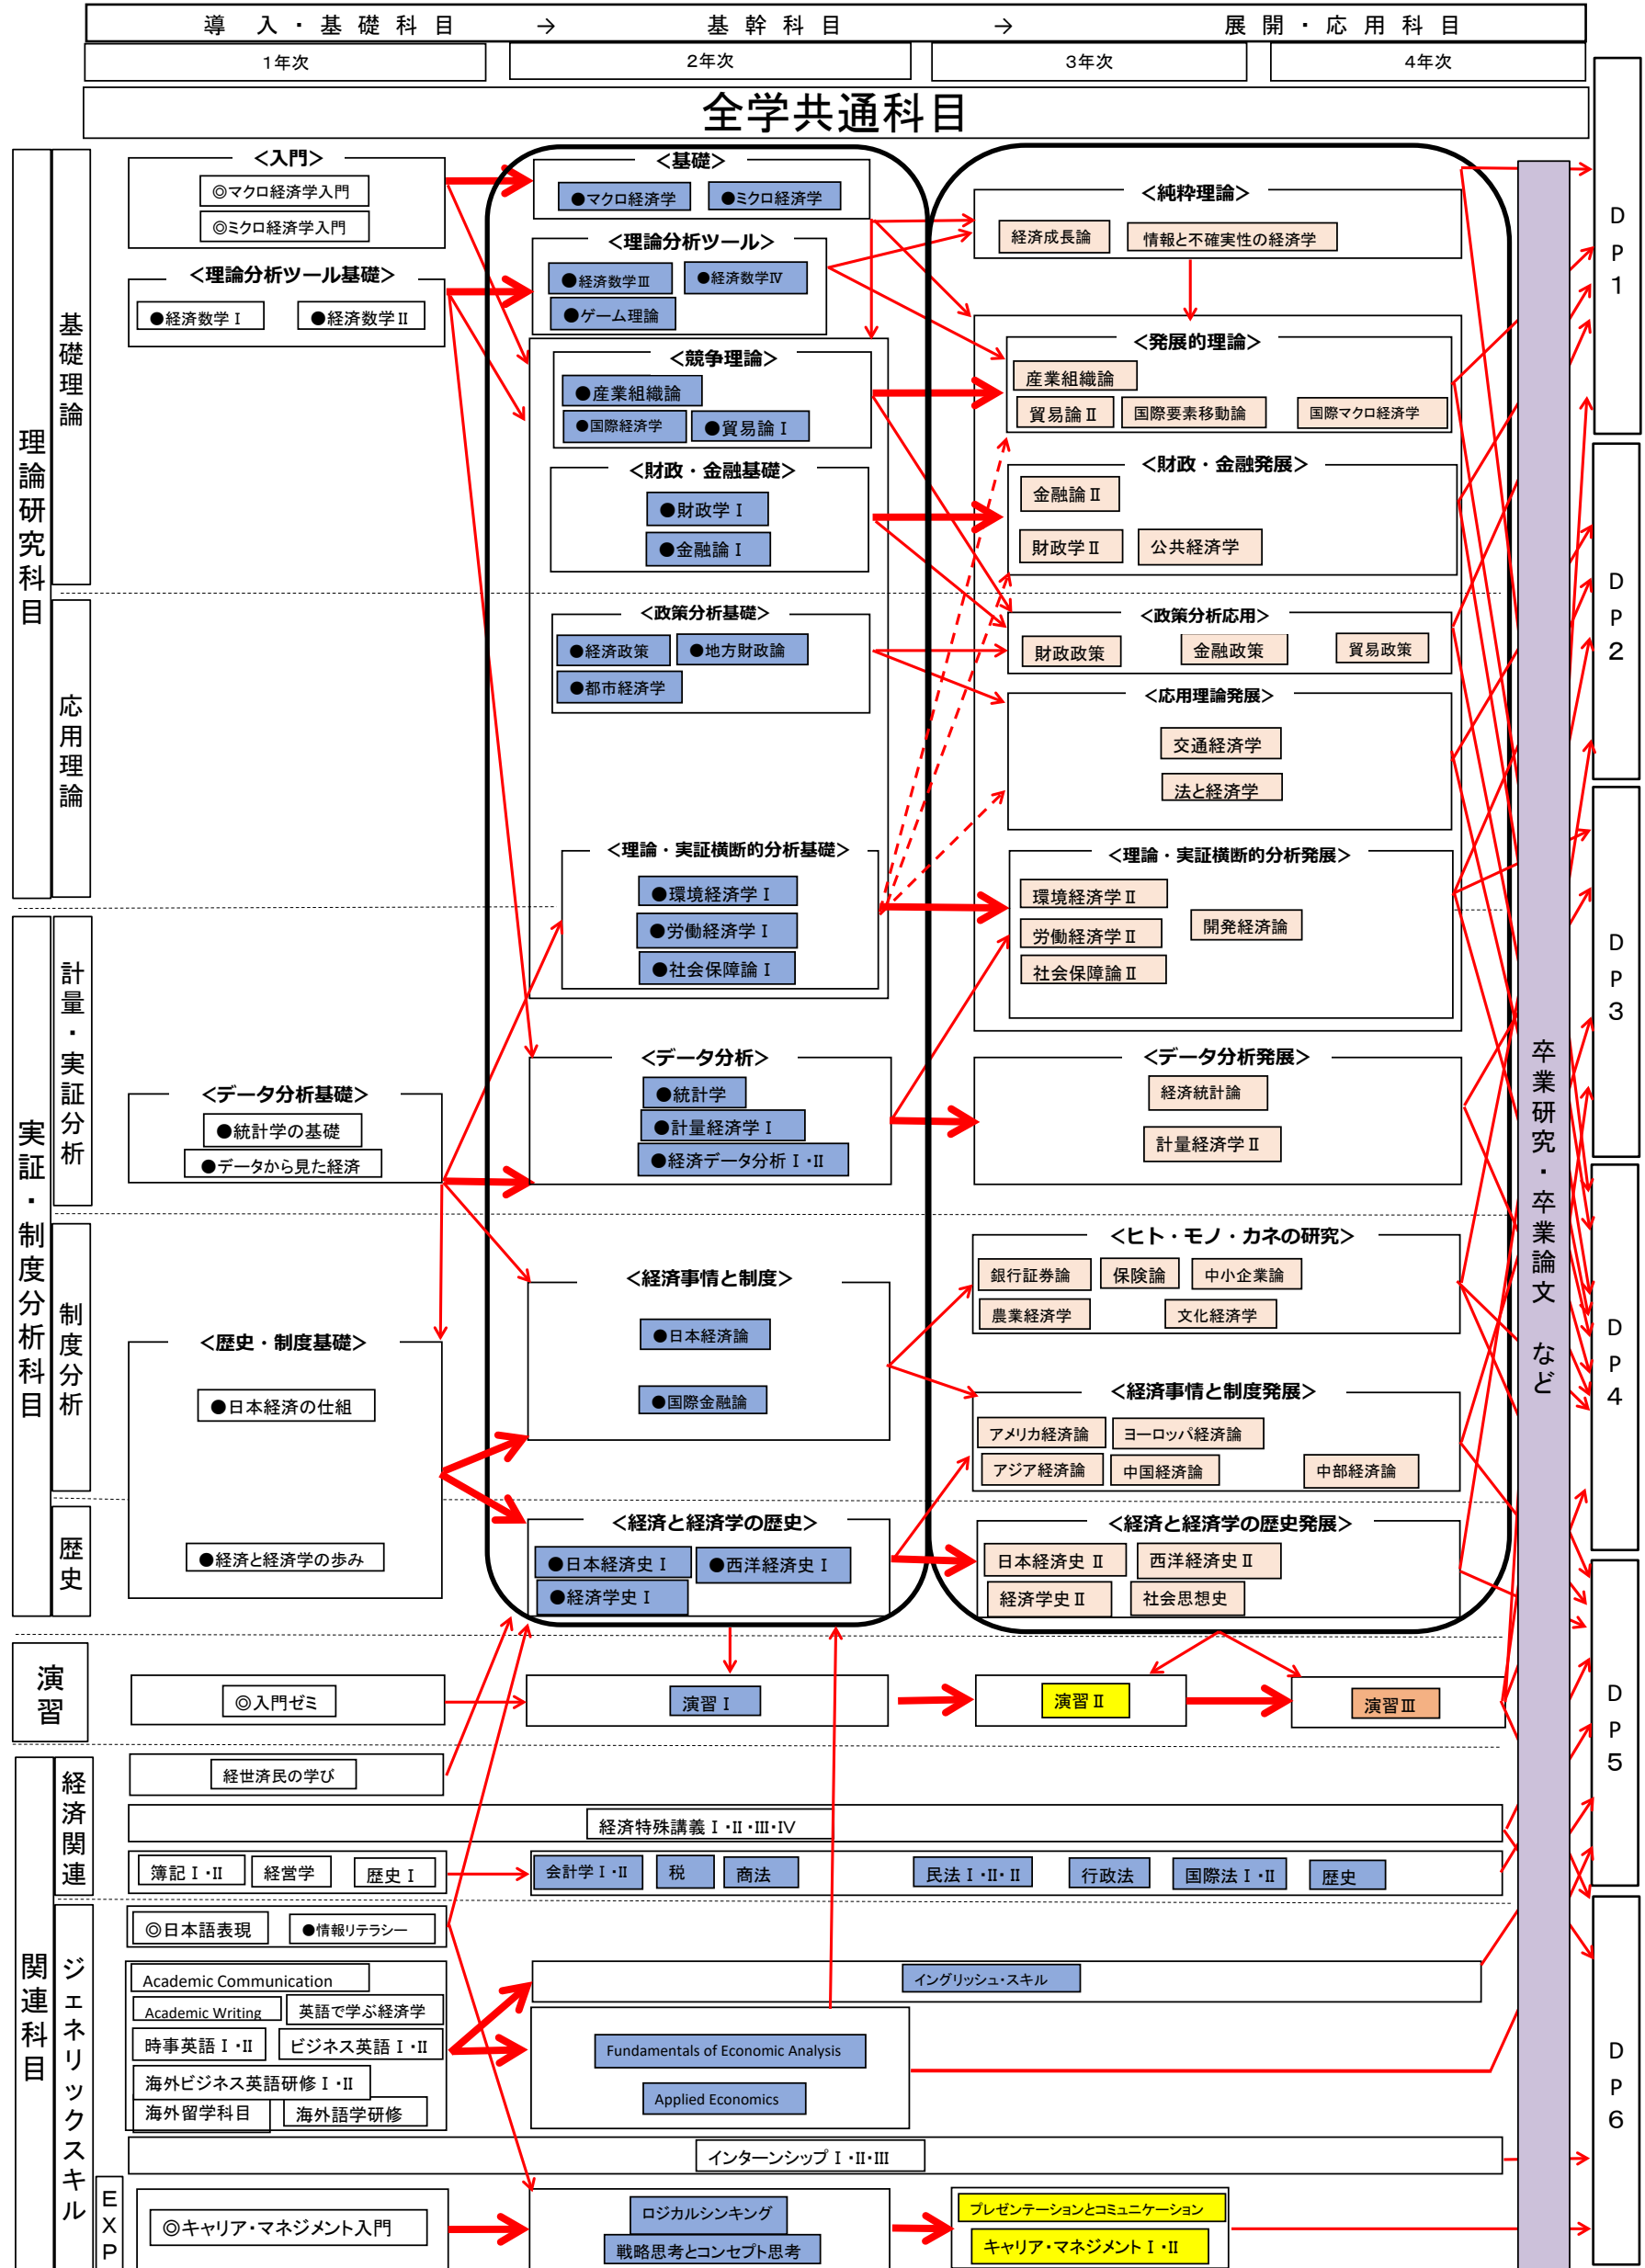 導入・基礎科目 → 基幹科目 → 展開・応用科目
1年次 2年次 3年次 4年次
全学共通科目
理論研究科目
基礎理論
<入門>
◎マクロ経済学入門
◎ミクロ経済学入門
<理論分析ツール基礎>
●経済数学Ⅰ ●経済数学Ⅱ
<基礎>
●マクロ経済学 ●ミクロ経済学
<理論分析ツール>
●経済数学Ⅲ ●経済数学Ⅳ
●ゲーム理論
<競争理論>
●産業組織論
●国際経済学 ●貿易論Ⅰ
<財政・金融基礎>
●財政学Ⅰ
●金融論Ⅰ
<純粋理論>
経済成長論 情報と不確実性の経済学
<発展的理論>
産業組織論
貿易論Ⅱ 国際要素移動論 国際マクロ経済学
<財政・金融発展>
金融論Ⅱ
財政学Ⅱ 公共経済学
応用理論
<政策分析基礎>
●経済政策 ●地方財政論
●都市経済学
<政策分析応用>
財政政策 金融政策 貿易政策
<応用理論発展>
交通経済学
法と経済学
<理論・実証横断的分析基礎>
●環境経済学Ⅰ
●労働経済学Ⅰ
●社会保障論Ⅰ
<理論・実証横断的分析発展>
環境経済学Ⅱ
労働経済学Ⅱ 開発経済論
社会保障論Ⅱ
実証・制度分析科目
計量・実証分析
<データ分析基礎>
●統計学の基礎
●データから見た経済
<データ分析>
●統計学
●計量経済学Ⅰ
●経済データ分析Ⅰ・Ⅱ
<データ分析発展>
経済統計論
計量経済学Ⅱ
制度分析
<歴史・制度基礎>
●日本経済の仕組
●経済と経済学の歩み
<経済事情と制度>
●日本経済論
●国際金融論
<ヒト・モノ・カネの研究>
銀行証券論 保険論 中小企業論
農業経済学 文化経済学
<経済事情と制度発展>
アメリカ経済論 ヨーロッパ経済論
アジア経済論 中国経済論 中部経済論
歴史
<経済と経済学の歴史>
●日本経済史Ⅰ ●西洋経済史Ⅰ
●経済学史Ⅰ
<経済と経済学の歴史発展>
日本経済史Ⅱ 西洋経済史Ⅱ
経済学史Ⅱ 社会思想史
演習
◎入門ゼミ 演習Ⅰ 演習Ⅱ 演習Ⅲ
関連科目
経済関連
経世済民の学び
経済特殊講義Ⅰ・Ⅱ・Ⅲ・Ⅳ
簿記Ⅰ・Ⅱ 経営学 歴史Ⅰ 会計学Ⅰ・Ⅱ 税 商法 民法Ⅰ・Ⅱ・Ⅱ 行政法 国際法Ⅰ・Ⅱ 歴史
ジェネリックスキル
◎日本語表現 ●情報リテラシー
Academic Communication
Academic Writing 英語で学ぶ経済学
時事英語Ⅰ・Ⅱ ビジネス英語Ⅰ・Ⅱ
海外ビジネス英語研修Ⅰ・Ⅱ
海外留学科目 海外語学研修
イングリッシュ・スキル
Fundamentals of Economic Analysis
Applied Economics
インターンシップⅠ・Ⅱ・Ⅲ
EXP
◎キャリア・マネジメント入門
ロジカルシンキング
戦略思考とコンセプト思考
プレゼンテーションとコミュニケーション
キャリア・マネジメントⅠ・Ⅱ
卒業研究・卒業論文 など
DP1
DP2
DP3
DP4
DP5
DP6